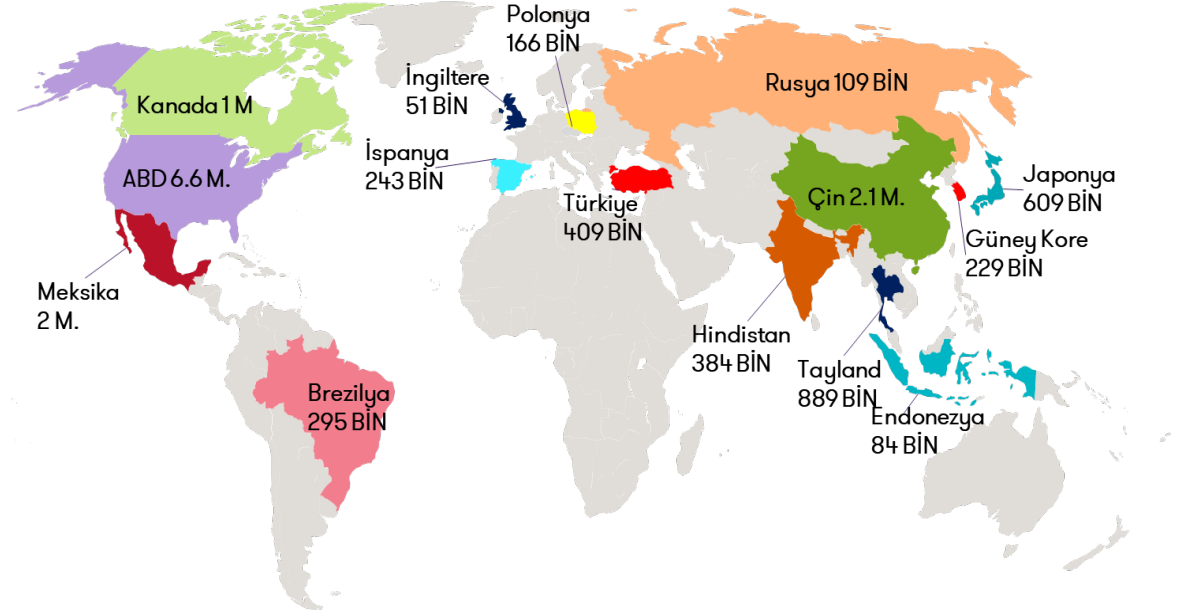 Polonya
166 BİN
İngiltere
51 BİN
Rusya 109 BİN
Kanada 1 M
İspanya
243 BİN
ABD 6.6 M.
Türkiye
409 BİN
Çin 2.1 M.
Japonya
609 BİN
Güney Kore
229 BİN
Meksika
2 M.
Hindistan
384 BİN
Tayland
889 BİN
Endonezya
84 BİN
Brezilya
295 BİN